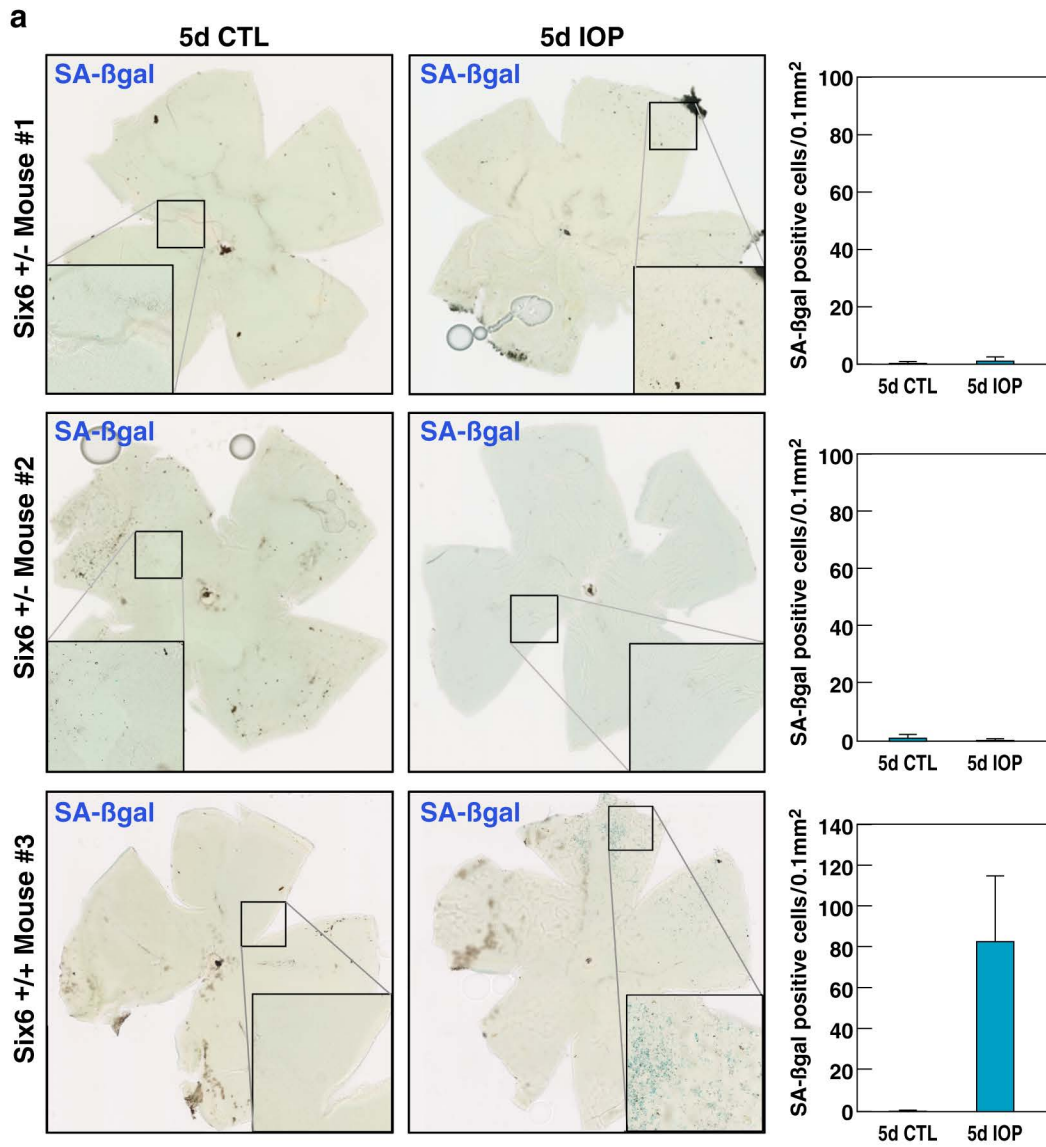 a
5d CTL
5d IOP
Six6 +/- Mouse #1
SA-ßgal
SA-ßgal
SA-ßgal positive cells/0.1mm²
100
80
60
40
20
0
5d CTL
5d IOP
Six6 +/- Mouse #2
SA-ßgal
SA-ßgal
SA-ßgal positive cells/0.1mm²
100
80
60
40
20
0
5d CTL
5d IOP
Six6 +/+ Mouse #3
SA-ßgal
SA-ßgal
SA-ßgal positive cells/0.1mm²
140
120
100
80
60
40
20
0
5d CTL
5d IOP